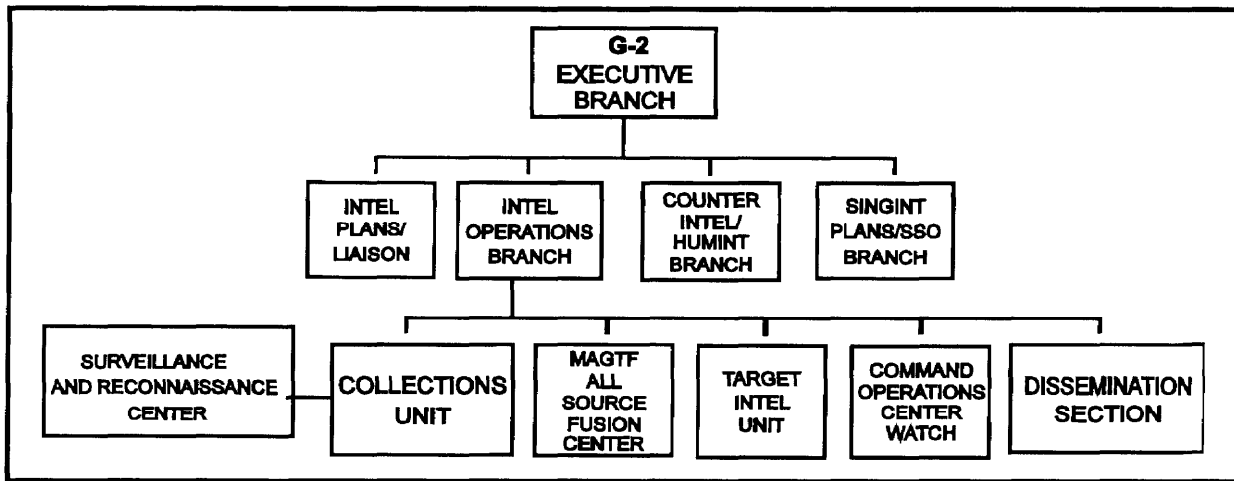 G-2
EXECUTIVE
BRANCH
INTEL
PLANS/
LIAISON
INTEL
OPERATIONS
BRANCH
COUNTER
INTEL/
HUMINT
BRANCH
SINGINT
PLANS/SSO
BRANCH
SURVEILLANCE
AND RECONNAISSANCE
CENTER
COLLECTIONS
UNIT
MAGTF
ALL
SOURCE
FUSION
CENTER
TARGET
INTEL
UNIT
COMMAND
OPERATIONS
CENTER
WATCH
DISSEMINATION
SECTION